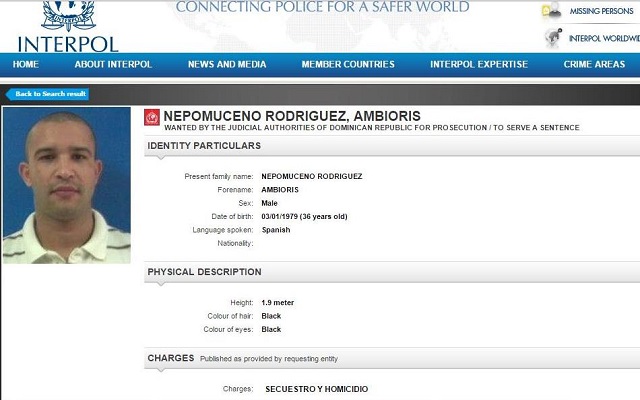 CONNECTING POLICE FOR A SAFER WORLD
MISSING PERSONS
INTERPOL
INTERPOL WORLDWID
HOME ABOUT INTERPOL NEWS AND MEDIA MEMBER COUNTRIES INTERPOL EXPERTISE CRIME AREAS
Back to Search result
NEPOMUCENO RODRIGUEZ, AMBIORIS
WANTED BY THE JUDICIAL AUTHORITIES OF DOMINICAN REPUBLIC FOR PROSECUTION / TO SERVE A SENTENCE
IDENTITY PARTICULARS
Present family name: NEPOMUCENO RODRIGUEZ
Forename: AMBIORIS
Sex: Male
Date of birth: 03/01/1979 (36 years old)
Language spoken: Spanish
Nationality:
PHYSICAL DESCRIPTION
Height: 1.9 meter
Colour of hair: Black
Colour of eyes: Black
CHARGES Published as provided by requesting entity
Charges: SECUESTRO Y HOMICIDIO